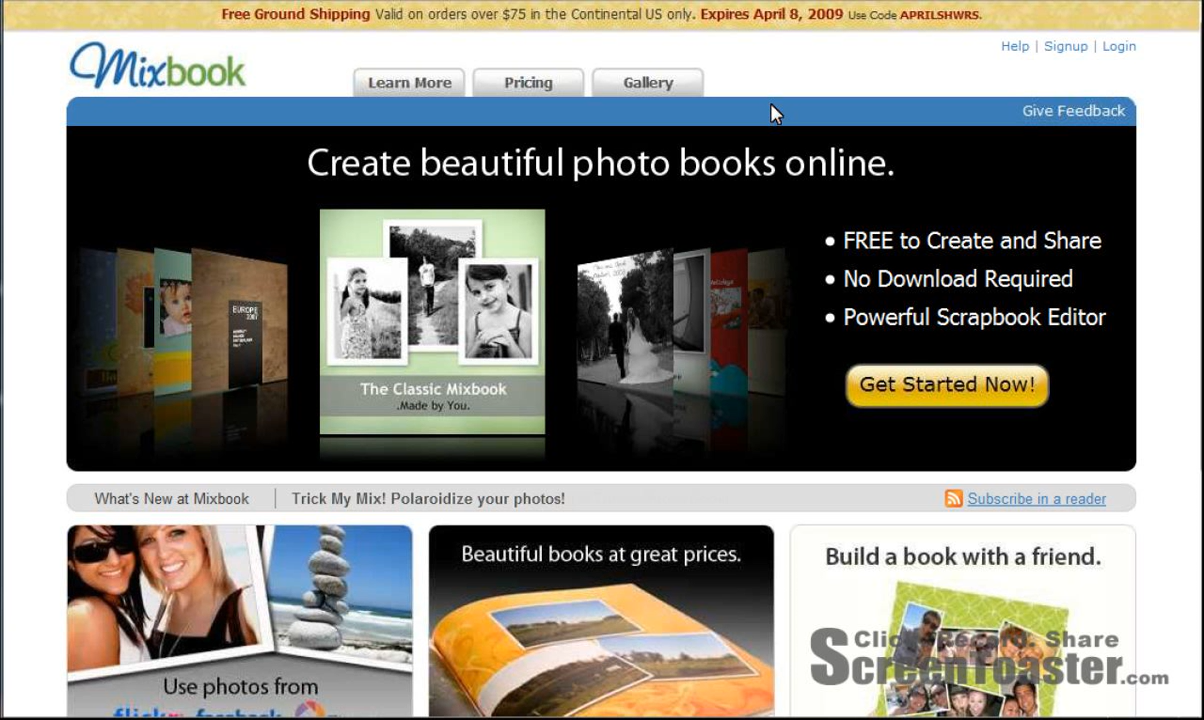 Free Ground Shipping Valid on orders over $75 in the Continental US only. Expires April 8, 2009 Use Code APRILSHWRS.
Help | Signup | Login
Mixbook
Learn More
Pricing
Gallery
Give Feedback
Create beautiful photo books online.
• FREE to Create and Share
• No Download Required
• Powerful Scrapbook Editor
EUROPE
The Classic Mixbook
.Made by You.
Get Started Now!
What's New at Mixbook
Trick My Mix! Polaroidize your photos!
Subscribe in a reader
Beautiful books at great prices.
Build a book with a friend.
Use photos from
flickr facebook
Click, Record, Share
ScreenToaster.com